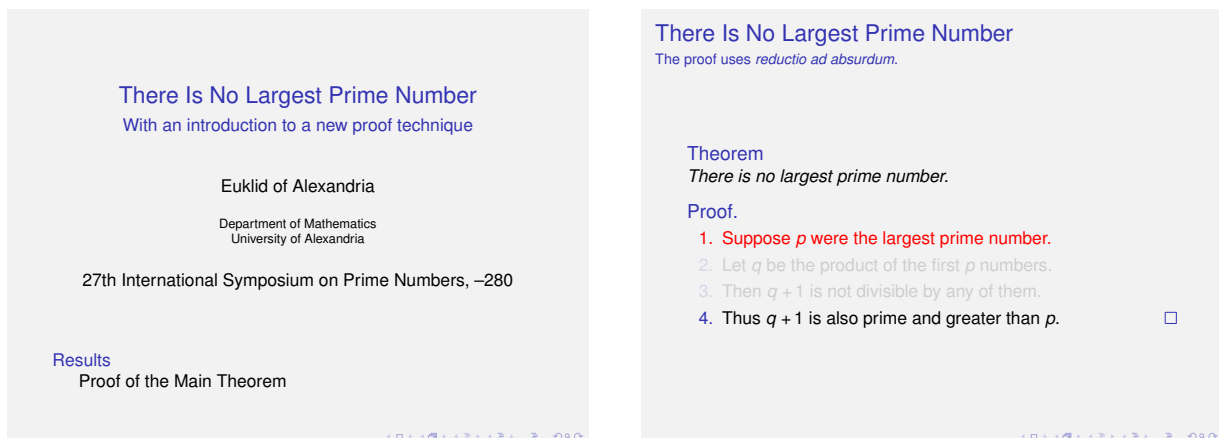 There Is No Largest Prime Number
With an introduction to a new proof technique
Euklid of Alexandria
Department of Mathematics
University of Alexandria
27th International Symposium on Prime Numbers, –280
Results
Proof of the Main Theorem
There Is No Largest Prime Number
The proof uses reductio ad absurdum.
Theorem
There is no largest prime number.
Proof.
1. Suppose p were the largest prime number.
2. Let q be the product of the first p numbers.
3. Then q + 1 is not divisible by any of them.
4. Thus q + 1 is also prime and greater than p. □